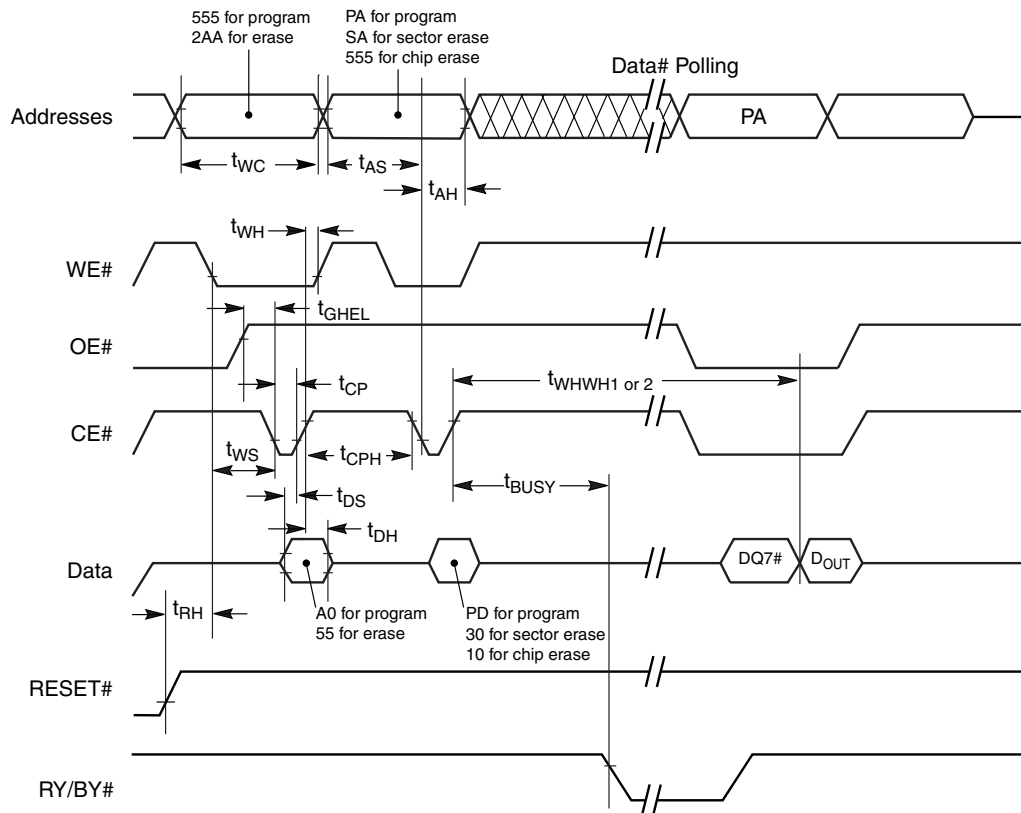 555 for program
2AA for erase
PA for program
SA for sector erase
555 for chip erase
Data# Polling
Addresses
PA
tWC
tAS
tAH
tWH
WE#
tGHEL
OE#
tCP
tWHWH1 or 2
CE#
tWS
tCPH
tBUSY
tDS
tDH
Data
DQ7#
DOUT
tRH
A0 for program
55 for erase
PD for program
30 for sector erase
10 for chip erase
RESET#
RY/BY#